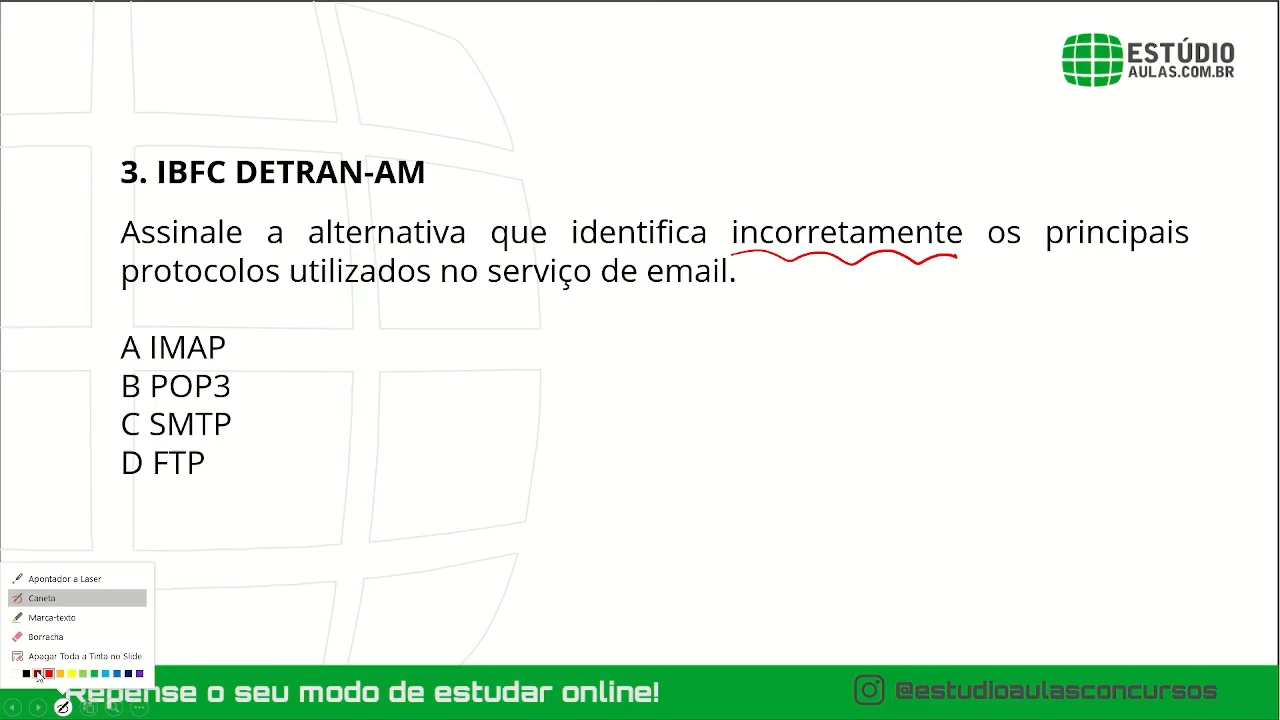 ESTÚDIO
AULAS.COM.BR
3. IBFC DETRAN-AM
Assinale a alternativa que identifica incorretamente os principais
protocolos utilizados no serviço de email.
A IMAP
B POP3
C SMTP
D FTP
Apontador a Laser
Caneta
Marca-texto
Borracha
Apagar Toda a Tinta no Slide
Repense o seu modo de estudar online!
@estudioaulasconcursos